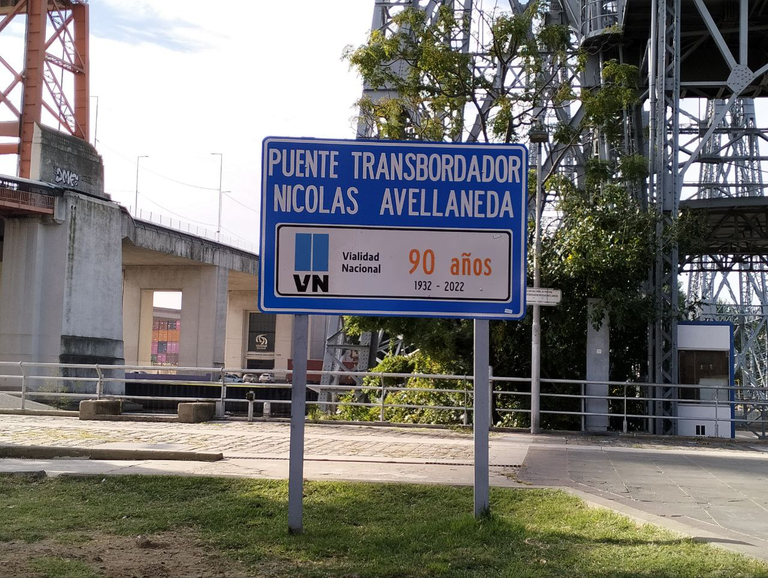 PUENTE TRANSBORDADOR
NICOLAS AVELLANEDA
VN
Vialidad
Nacional
90 años
1932 - 2022